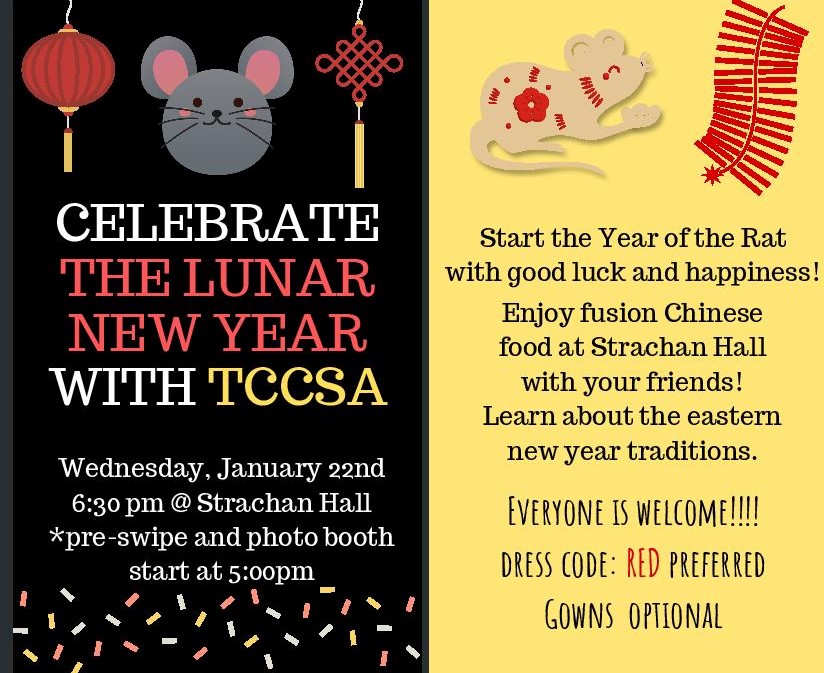 CELEBRATE
THE LUNAR
NEW YEAR
WITH TCCSA
Wednesday, January 22nd
6:30 pm @ Strachan Hall
*pre-swipe and photo booth
start at 5:00pm
Start the Year of the Rat
with good luck and happiness!
Enjoy fusion Chinese
food at Strachan Hall
with your friends!
Learn about the eastern
new year traditions.
Everyone is welcome!!!!
dress code: RED preferred
Gowns optional